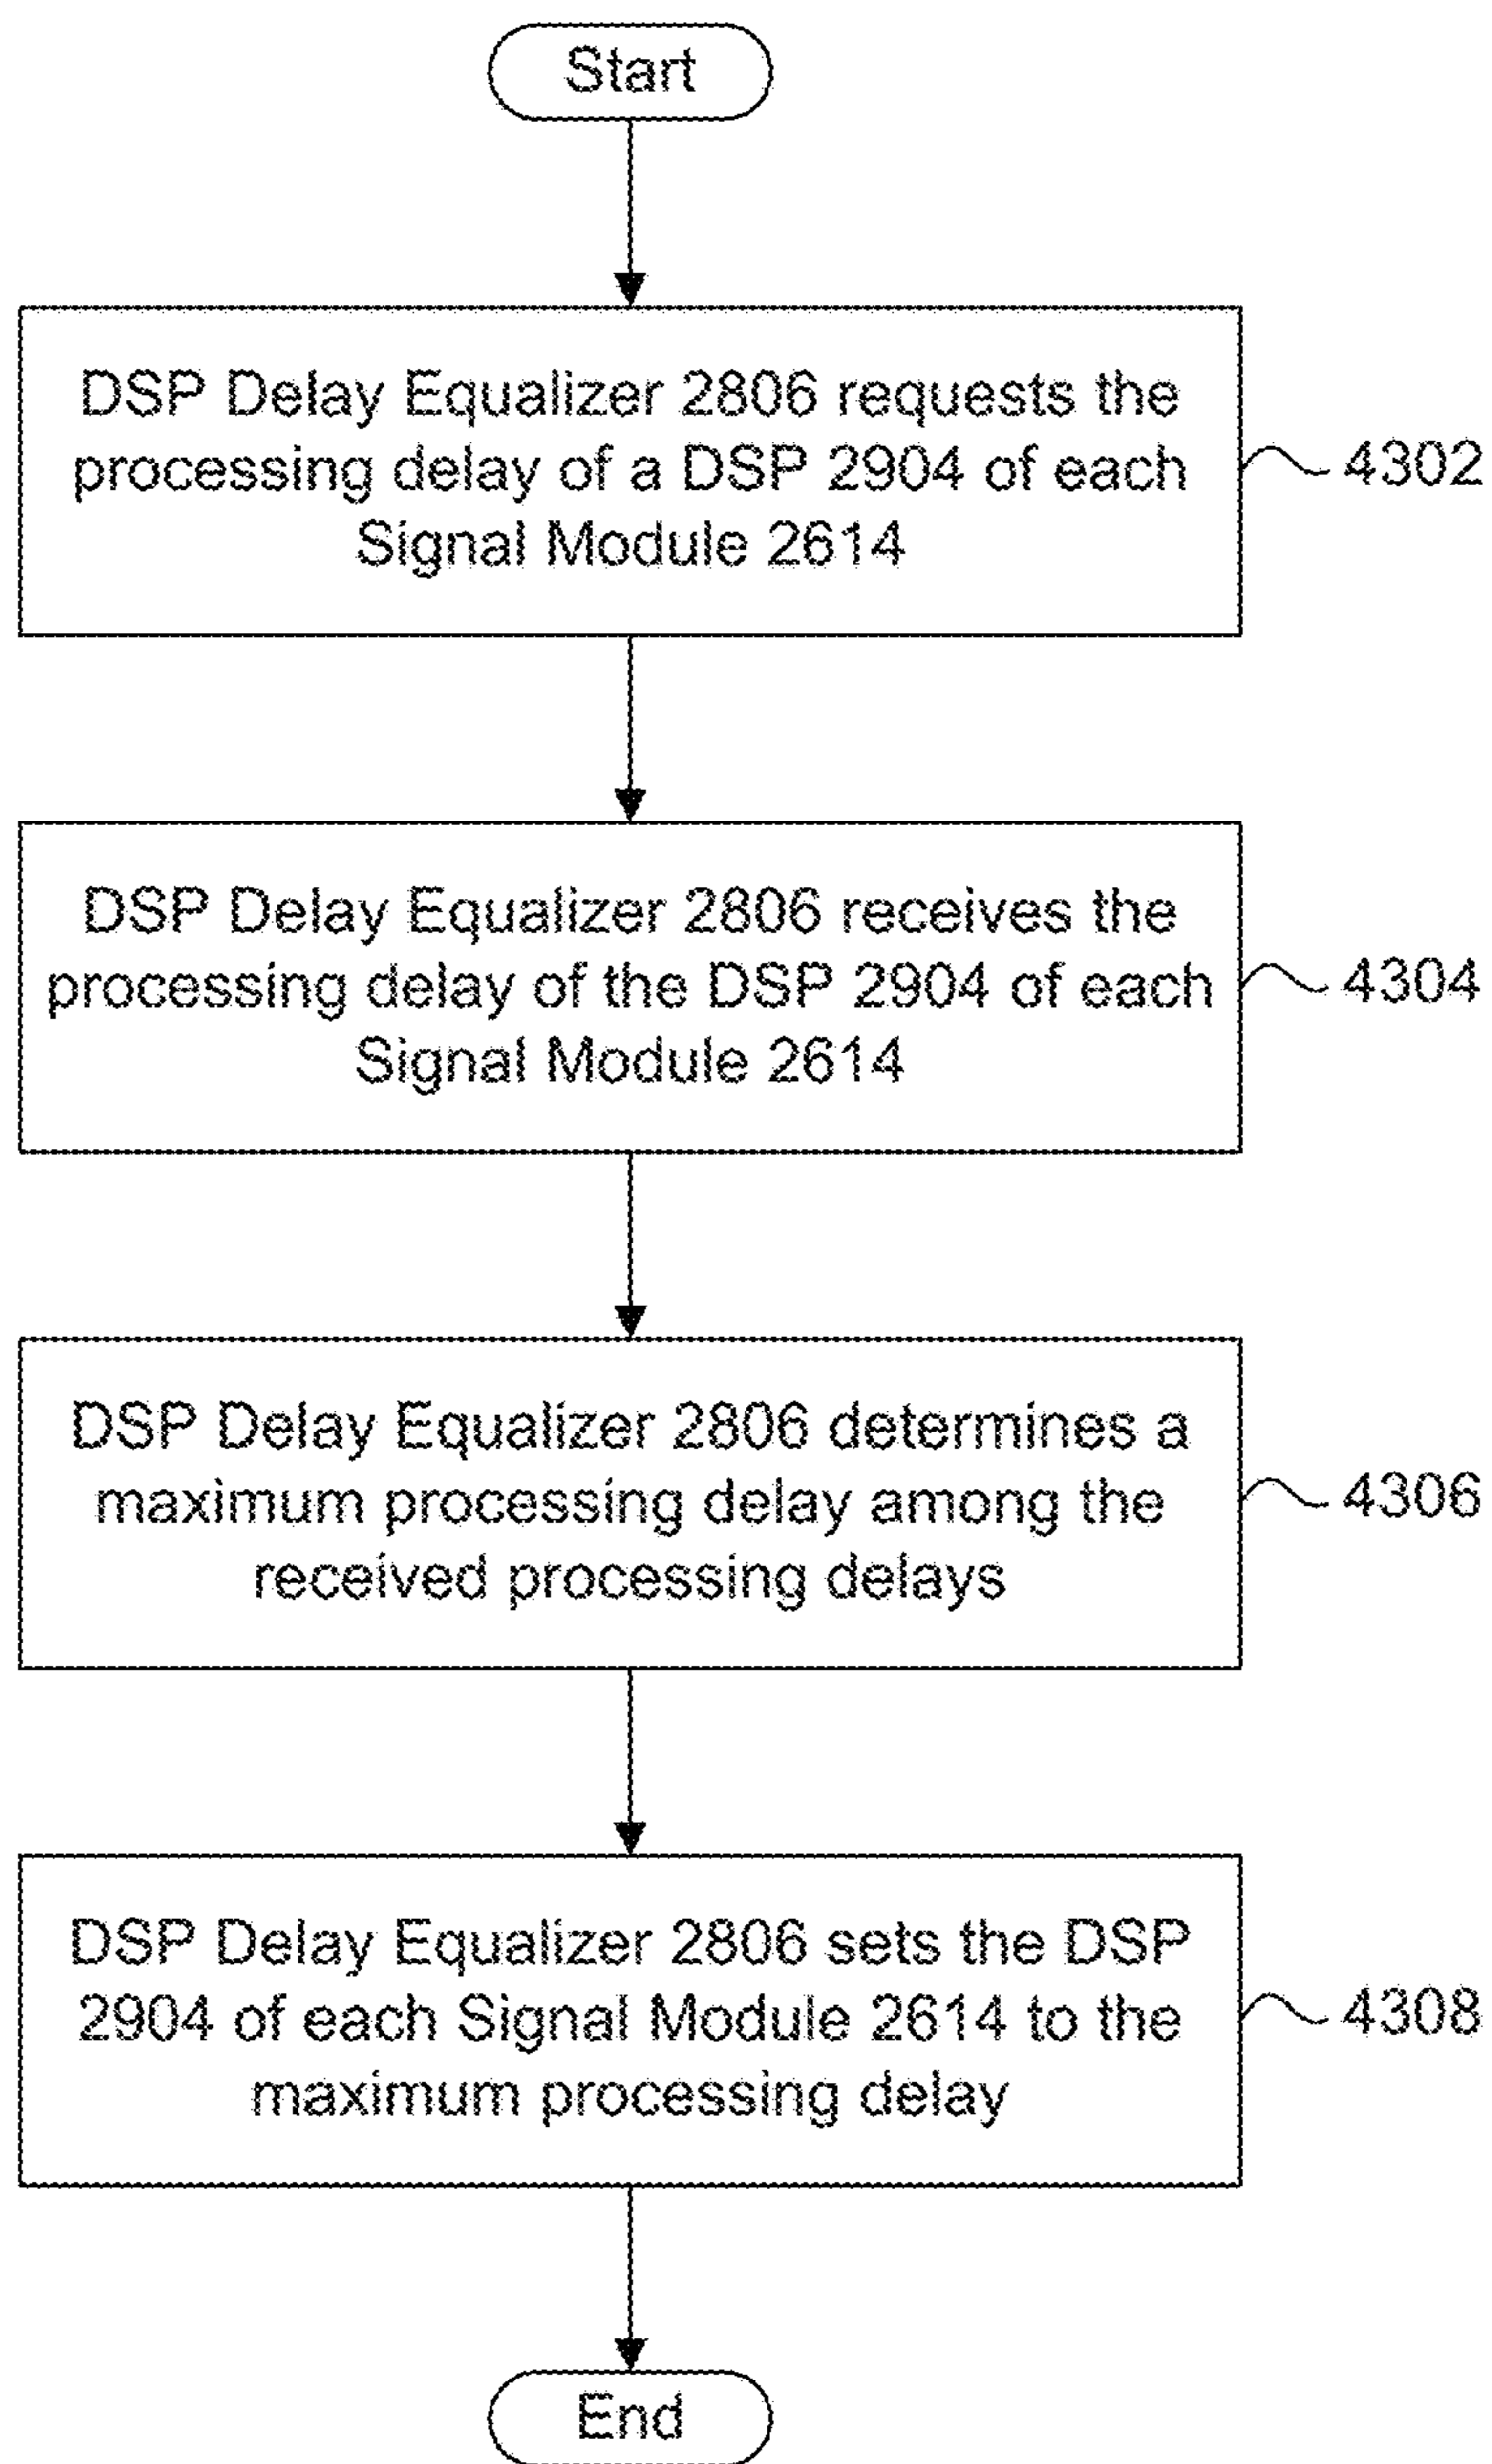 Start
DSP Delay Equalizer 2806 requests the
processing delay of a DSP 2904 of each
Signal Module 2614
4302
DSP Delay Equalizer 2806 receives the
processing delay of the DSP 2904 of each
Signal Module 2614
4304
DSP Delay Equalizer 2806 determines a
maximum processing delay among the
received processing delays
4306
DSP Delay Equalizer 2806 sets the DSP
2904 of each Signal Module 2614 to the
maximum processing delay
4308
End